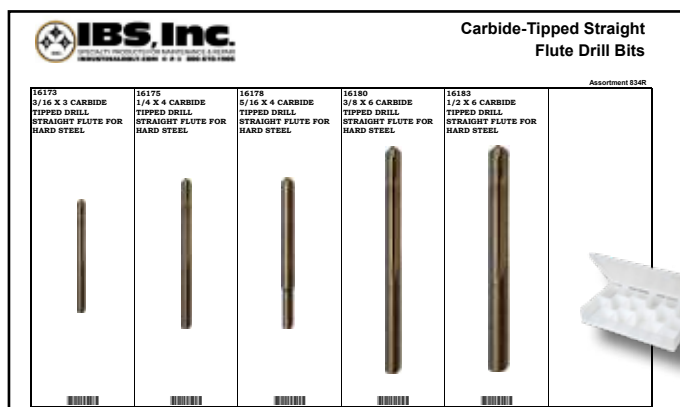 IBS, Inc.
SPECIALTY PRODUCTS FOR MAINTENANCE & REPAIR
Carbide-Tipped Straight
Flute Drill Bits
Assortment 834R
16173
3/16 X 3 CARBIDE
TIPPED DRILL
STRAIGHT FLUTE FOR
HARD STEEL
16175
1/4 X 4 CARBIDE
TIPPED DRILL
STRAIGHT FLUTE FOR
HARD STEEL
16178
5/16 X 4 CARBIDE
TIPPED DRILL
STRAIGHT FLUTE FOR
HARD STEEL
16180
3/8 X 6 CARBIDE
TIPPED DRILL
STRAIGHT FLUTE FOR
HARD STEEL
16183
1/2 X 6 CARBIDE
TIPPED DRILL
STRAIGHT FLUTE FOR
HARD STEEL